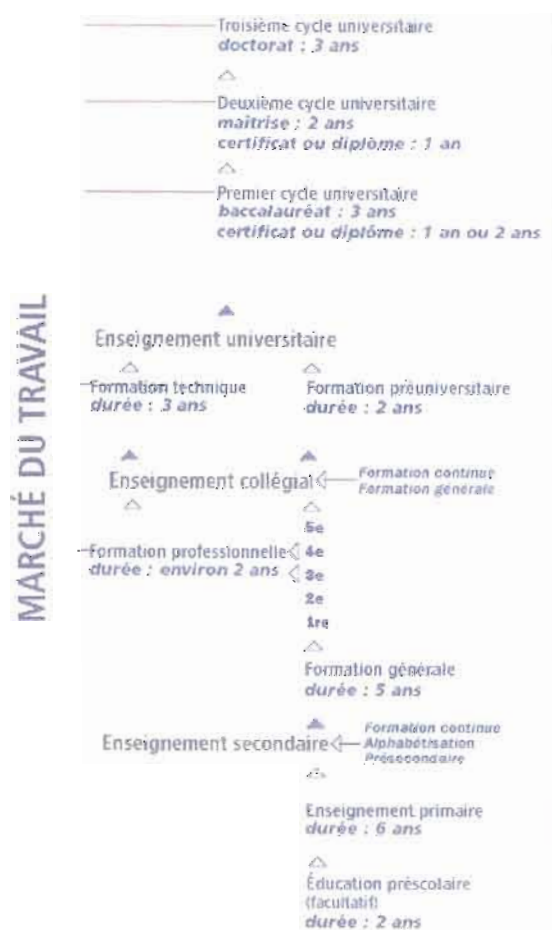 Troisième cycle universitaire
doctorat : 3 ans
Deuxième cycle universitaire
maîtrise : 2 ans
certificat ou diplôme : 1 an
Premier cycle universitaire
baccalauréat : 3 ans
certificat ou diplôme : 1 an ou 2 ans
MARCHÉ DU TRAVAIL
Enseignement universitaire
Formation technique
durée : 3 ans
Formation préuniversitaire
durée : 2 ans
Enseignement collégial
Formation continue
Formation générale
5e
Formation professionnelle
durée : environ 2 ans
4e
3e
2e
1re
Formation générale
durée : 5 ans
Enseignement secondaire
Formation continue
Alphabétisation
Présecondaire
Enseignement primaire
durée : 6 ans
Éducation préscolaire
(facultatif)
durée : 2 ans